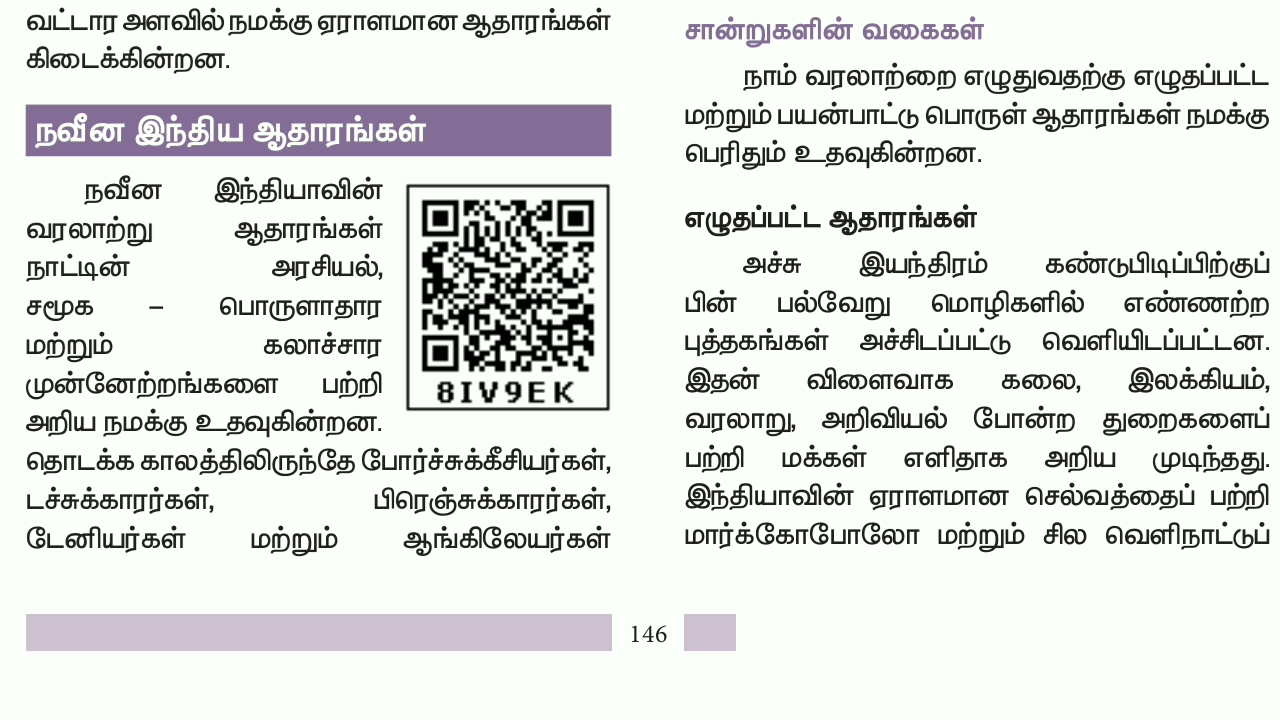 வட்டார அளவில் நமக்கு ஏராளமான ஆதாரங்கள்
கிடைக்கின்றன.
நவீன இந்திய ஆதாரங்கள்
நவீன இந்தியாவின்
வரலாற்று ஆதாரங்கள்
நாட்டின் அரசியல்,
சமூக – பொருளாதார
மற்றும் கலாச்சார
முன்னேற்றங்களை பற்றி
அறிய நமக்கு உதவுகின்றன.
8IV9EK
தொடக்க காலத்திலிருந்தே போர்ச்சுக்கீசியர்கள்,
டச்சுக்காரர்கள், பிரெஞ்சுக்காரர்கள்,
டேனியர்கள் மற்றும் ஆங்கிலேயர்கள்
சான்றுகளின் வகைகள்
நாம் வரலாற்றை எழுதுவதற்கு எழுதப்பட்ட
மற்றும் பயன்பாட்டு பொருள் ஆதாரங்கள் நமக்கு
பெரிதும் உதவுகின்றன.
எழுதப்பட்ட ஆதாரங்கள்
அச்சு இயந்திரம் கண்டுபிடிப்பிற்குப்
பின் பல்வேறு மொழிகளில் எண்ணற்ற
புத்தகங்கள் அச்சிடப்பட்டு வெளியிடப்பட்டன.
இதன் விளைவாக கலை, இலக்கியம்,
வரலாறு, அறிவியல் போன்ற துறைகளைப்
பற்றி மக்கள் எளிதாக அறிய முடிந்தது.
இந்தியாவின் ஏராளமான செல்வத்தைப் பற்றி
மார்க்கோபோலோ மற்றும் சில வெளிநாட்டுப்
146